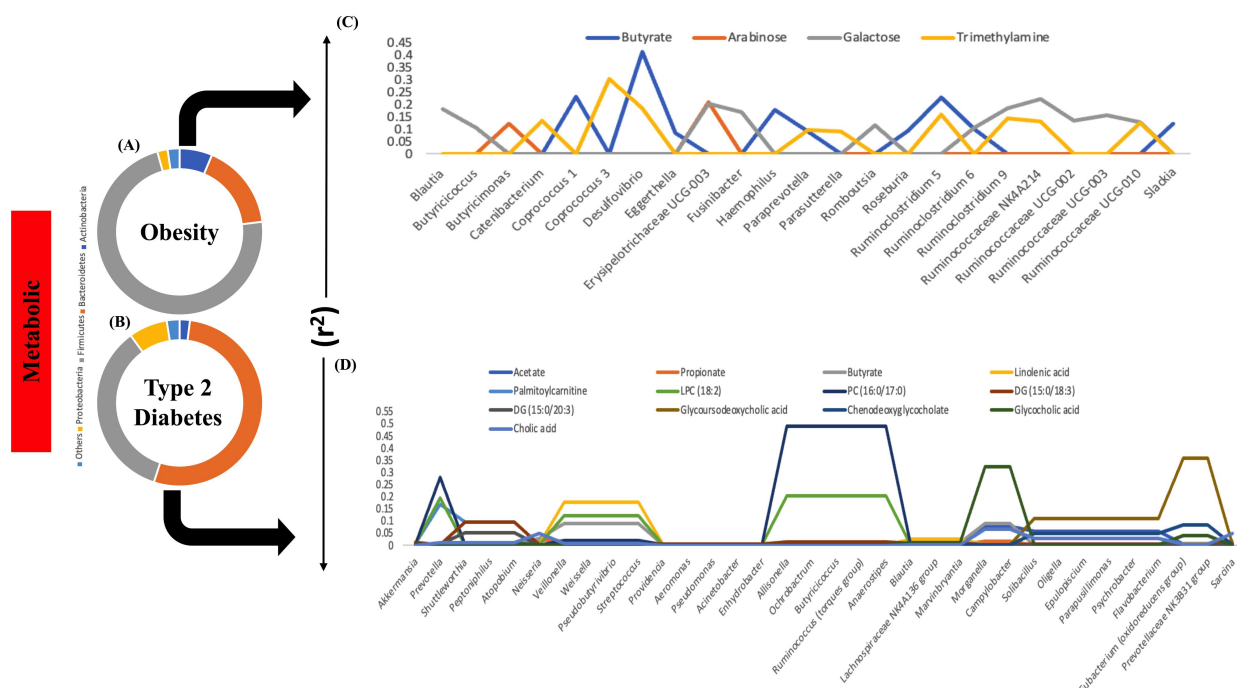 Metabolic
Others
Proteobacteria
Firmicutes
Bacteroidetes
Actinobacteria
(A)
Obesity
(B)
Type 2
Diabetes
(r²)
(C)
Butyrate Arabinose Galactose Trimethylamine
0.45
0.4
0.35
0.3
0.25
0.2
0.15
0.1
0.05
0
Blautia
Butyricicoccus
Butyricimonas
Catenibacterium
Coprococcus 1
Coprococcus 3
Desulfovibrio
Eggerthella
Erysipelotrichaceae UCG-003
Fusinibacter
Haemophilus
Paraprevotella
Parasutterella
Romboutsia
Roseburia
Ruminoclostridium 5
Ruminoclostridium 6
Ruminoclostridium 9
Ruminococcaceae NK4A214
Ruminococcaceae UCG-002
Ruminococcaceae UCG-003
Ruminococcaceae UCG-010
Slackia
(D)
Acetate Propionate Butyrate Linolenic acid
Palmitoylcarnitine LPC (18:2) PC (16:0/17:0) DG (15:0/18:3)
DG (15:0/20:3) Glycoursodeoxycholic acid Chenodeoxyglycocholate Glycocholic acid
Cholic acid
0.55
0.5
0.45
0.4
0.35
0.3
0.25
0.2
0.15
0.1
0.05
0
Akkermansia
Prevotella
Shuttleworthia
Peptoniphilus
Atopobium
Neisseria
Veillonella
Weissella
Pseudobutyrivibrio
Streptococcus
Providencia
Aeromonas
Pseudomonas
Acinetobacter
Enhydrobacter
Allisonella
Ochrobactrum
Butyricicoccus
Ruminococcus (torques group)
Anaerostipes
Blautia
Lachnospiraceae NK4A136 group
Marvinbryantia
Morganella
Campylobacter
Solibacillus
Oligella
Epulopiscium
Parapusillimonas
Psychrobacter
Flavobacterium
Eubacterium (oxidoreducens group)
Prevotellaceae NK3B31 group
Sarcina